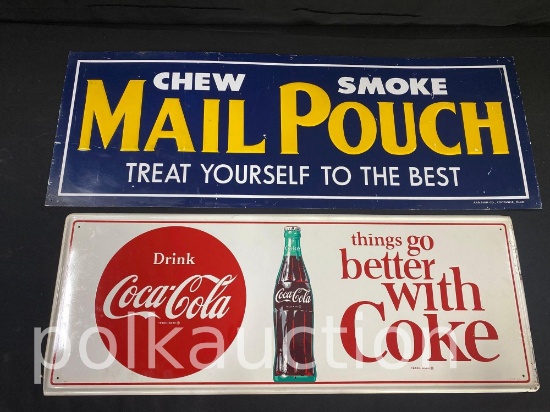 CHEW SMOKE
MAIL POUCH
TREAT YOURSELF TO THE BEST
Drink
Coca-Cola
Coca-Cola
things go
better
with
Coke
polkauction